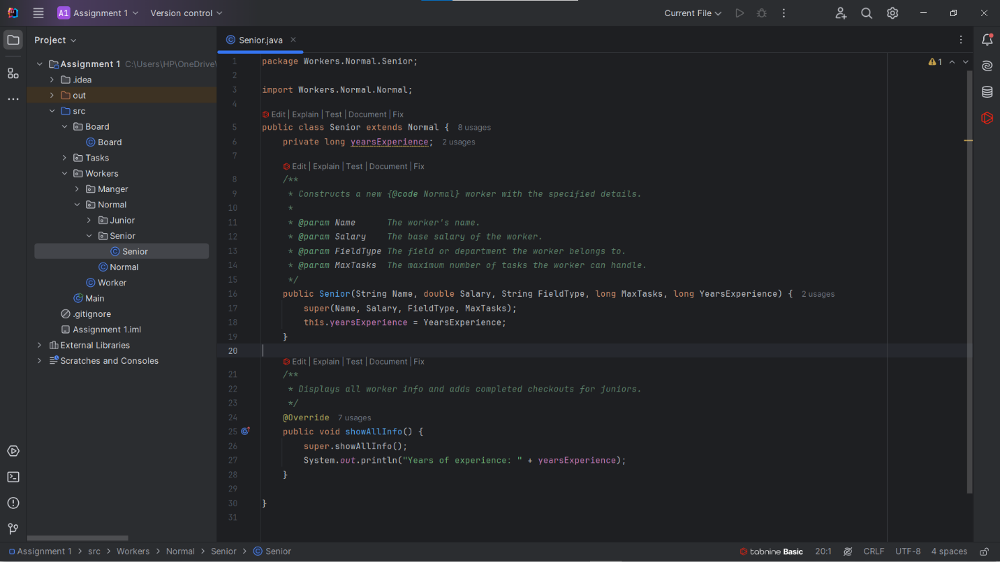 A1 Assignment 1 Version control Current File
Project
Senior.java
Assignment 1 C:\Users\HP\OneDrive\
.idea
out
src
Board
Board
Tasks
Workers
Manger
Normal
Junior
Senior
Senior
Normal
Worker
Main
.gitignore
Assignment 1.iml
External Libraries
Scratches and Consoles
1
1 package Workers.Normal.Senior;
2
3 import Workers.Normal.Normal;
4
Edit | Explain | Test | Document | Fix
5 public class Senior extends Normal { 8 usages
6 private long yearsExperience; 2 usages
7
Edit | Explain | Test | Document | Fix
8 /**
9 * Constructs a new {@code Normal} worker with the specified details.
10 *
11 * @param Name The worker's name.
12 * @param Salary The base salary of the worker.
13 * @param FieldType The field or department the worker belongs to.
14 * @param MaxTasks The maximum number of tasks the worker can handle.
15 */
16 public Senior(String Name, double Salary, String FieldType, long MaxTasks, long YearsExperience) { 2 usages
17 super(Name, Salary, FieldType, MaxTasks);
18 this.yearsExperience = YearsExperience;
19 }
20
Edit | Explain | Test | Document | Fix
21 /**
22 * Displays all worker info and adds completed checkouts for juniors.
23 */
24 @Override 7 usages
25 public void showAllInfo() {
26 super.showAllInfo();
27 System.out.println("Years of experience: " + yearsExperience);
28 }
29
30 }
31
Assignment 1 > src > Workers > Normal > Senior > Senior
tabnine Basic 20:1 CRLF UTF-8 4 spaces